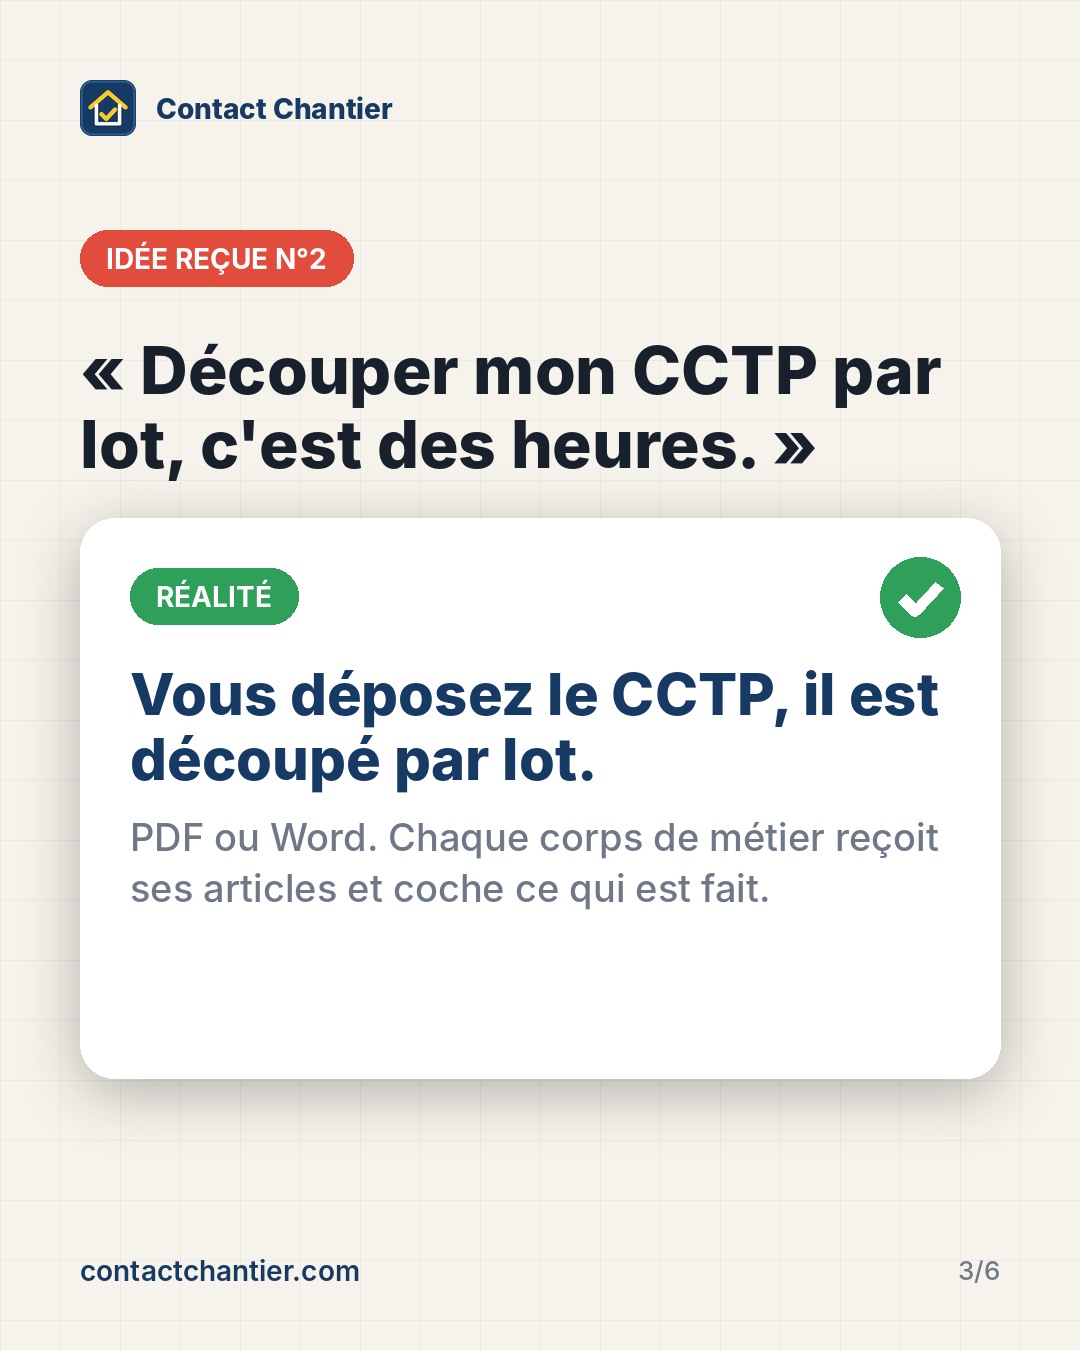 Contact Chantier
IDÉE REÇUE N°2
« Découper mon CCTP par
lot, c'est des heures. »
RÉALITÉ
Vous déposez le CCTP, il est
découpé par lot.
PDF ou Word. Chaque corps de métier reçoit
ses articles et coche ce qui est fait.
contactchantier.com
3/6